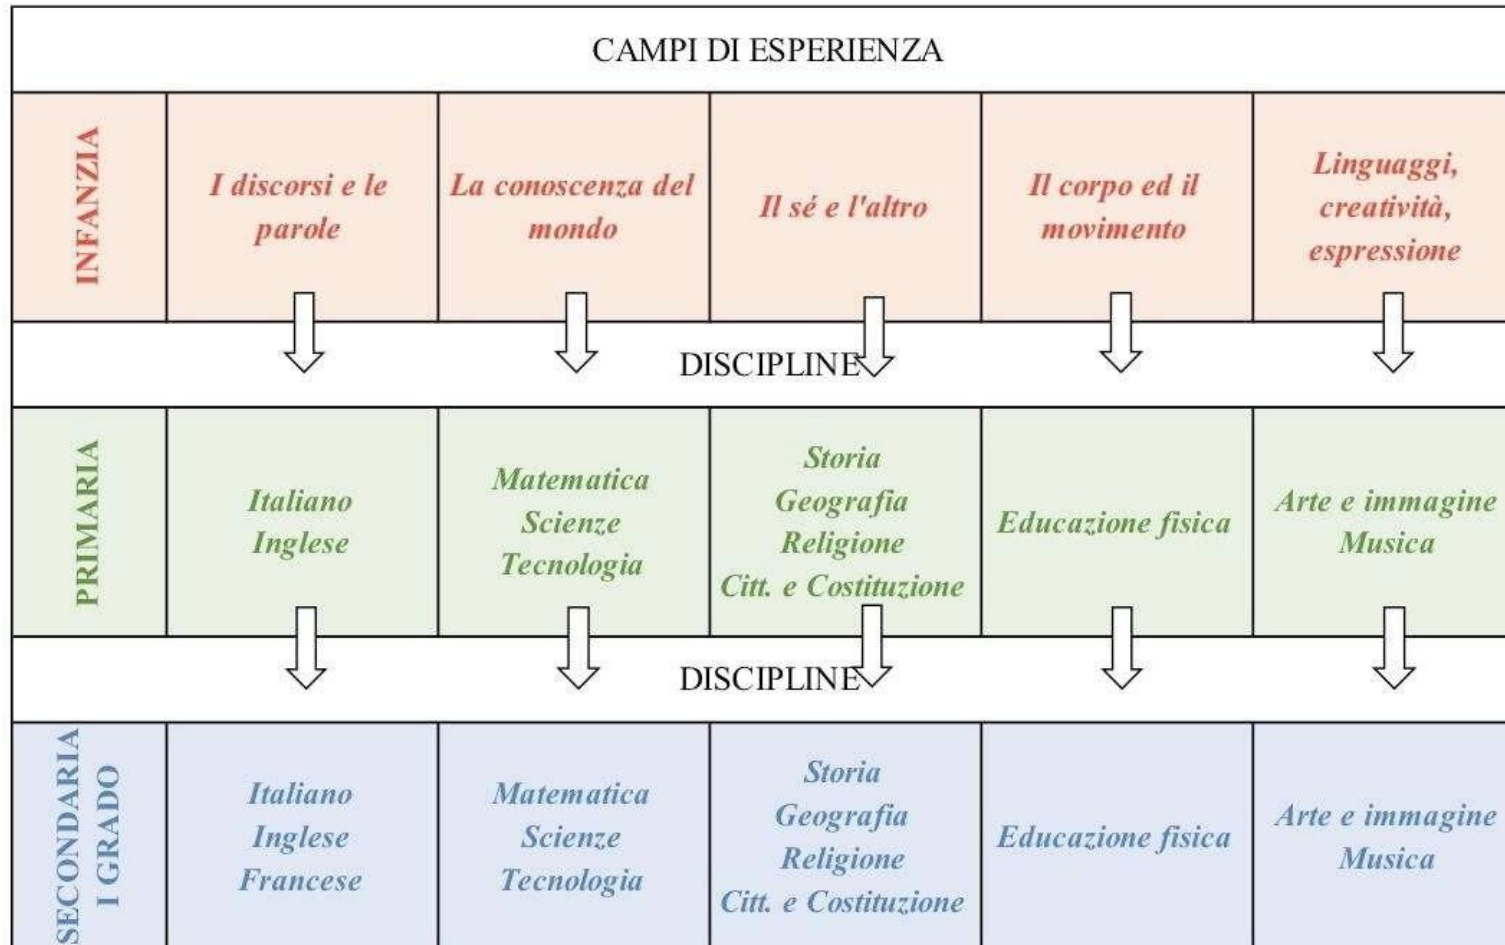 CAMPI DI ESPERIENZA
INFANZIA
I discorsi e le
parole
La conoscenza del
mondo
Il sé e l'altro
Il corpo ed il
movimento
Linguaggi,
creatività,
espressione
DISCIPLINE
PRIMARIA
Italiano
Inglese
Matematica
Scienze
Tecnologia
Storia
Geografia
Religione
Citt. e Costituzione
Educazione fisica
Arte e immagine
Musica
DISCIPLINE
SECONDARIA
I GRADO
Italiano
Inglese
Francese
Matematica
Scienze
Tecnologia
Storia
Geografia
Religione
Citt. e Costituzione
Educazione fisica
Arte e immagine
Musica